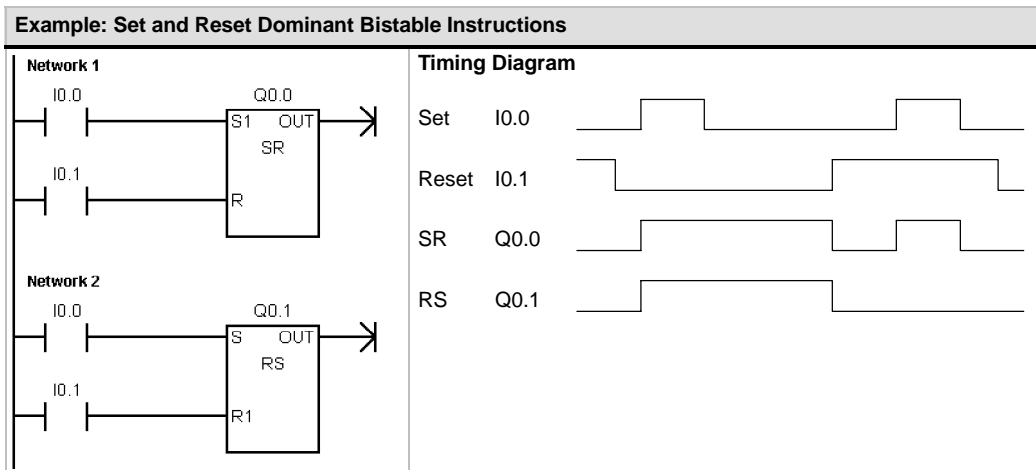 Example: Set and Reset Dominant Bistable Instructions
Network 1
I0.0
Q0.0
S1 OUT
SR
I0.1
R
Network 2
I0.0
Q0.1
S OUT
RS
I0.1
R1
Timing Diagram
Set I0.0
Reset I0.1
SR Q0.0
RS Q0.1